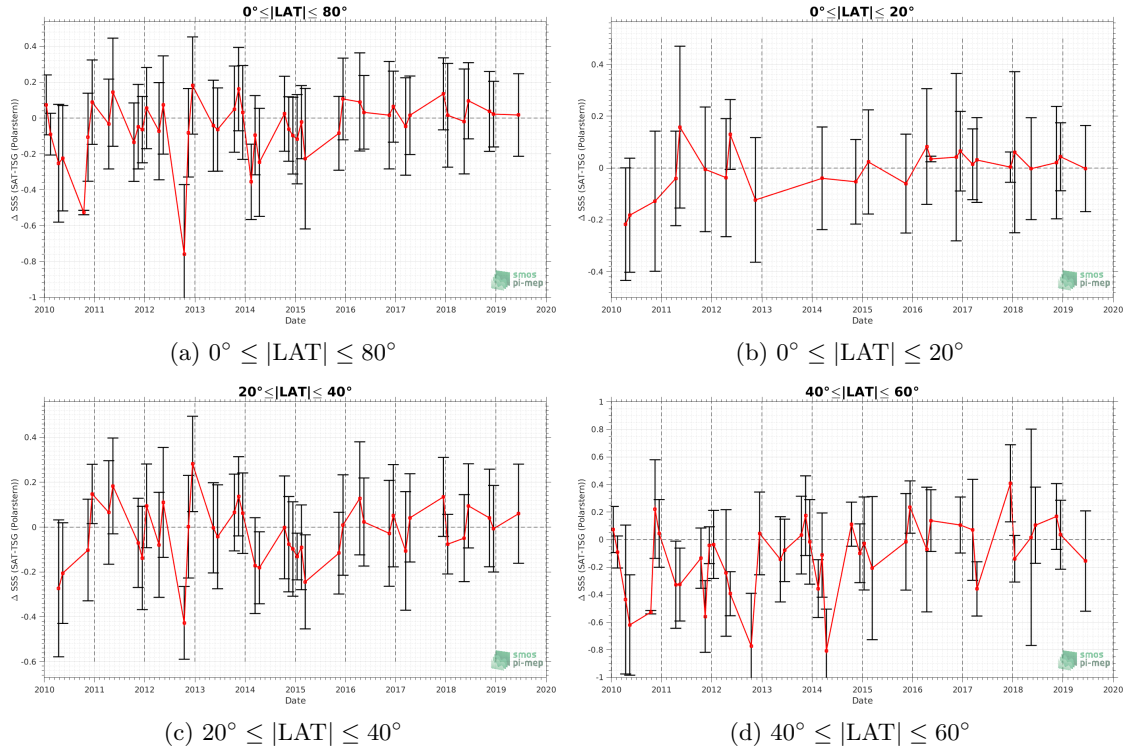 0°≤|LAT|≤ 80°
Δ SSS (SAT-TSG (Polarstern))
0.4
0.2
0
-0.2
-0.4
-0.6
-0.8
-1
2010 2011 2012 2013 2014 2015 2016 2017 2018 2019 2020
Date
smos
pi-mep
(a) 0° ≤ |LAT| ≤ 80°
0°≤|LAT|≤ 20°
Δ SSS (SAT-TSG (Polarstern))
0.4
0.2
0
-0.2
-0.4
2010 2011 2012 2013 2014 2015 2016 2017 2018 2019 2020
Date
smos
pi-mep
(b) 0° ≤ |LAT| ≤ 20°
20°≤|LAT|≤ 40°
Δ SSS (SAT-TSG (Polarstern))
0.4
0.2
0
-0.2
-0.4
-0.6
2010 2011 2012 2013 2014 2015 2016 2017 2018 2019 2020
Date
smos
pi-mep
(c) 20° ≤ |LAT| ≤ 40°
40°≤|LAT|≤ 60°
Δ SSS (SAT-TSG (Polarstern))
1
0.8
0.6
0.4
0.2
0
-0.2
-0.4
-0.6
-0.8
-1
2010 2011 2012 2013 2014 2015 2016 2017 2018 2019 2020
Date
smos
pi-mep
(d) 40° ≤ |LAT| ≤ 60°